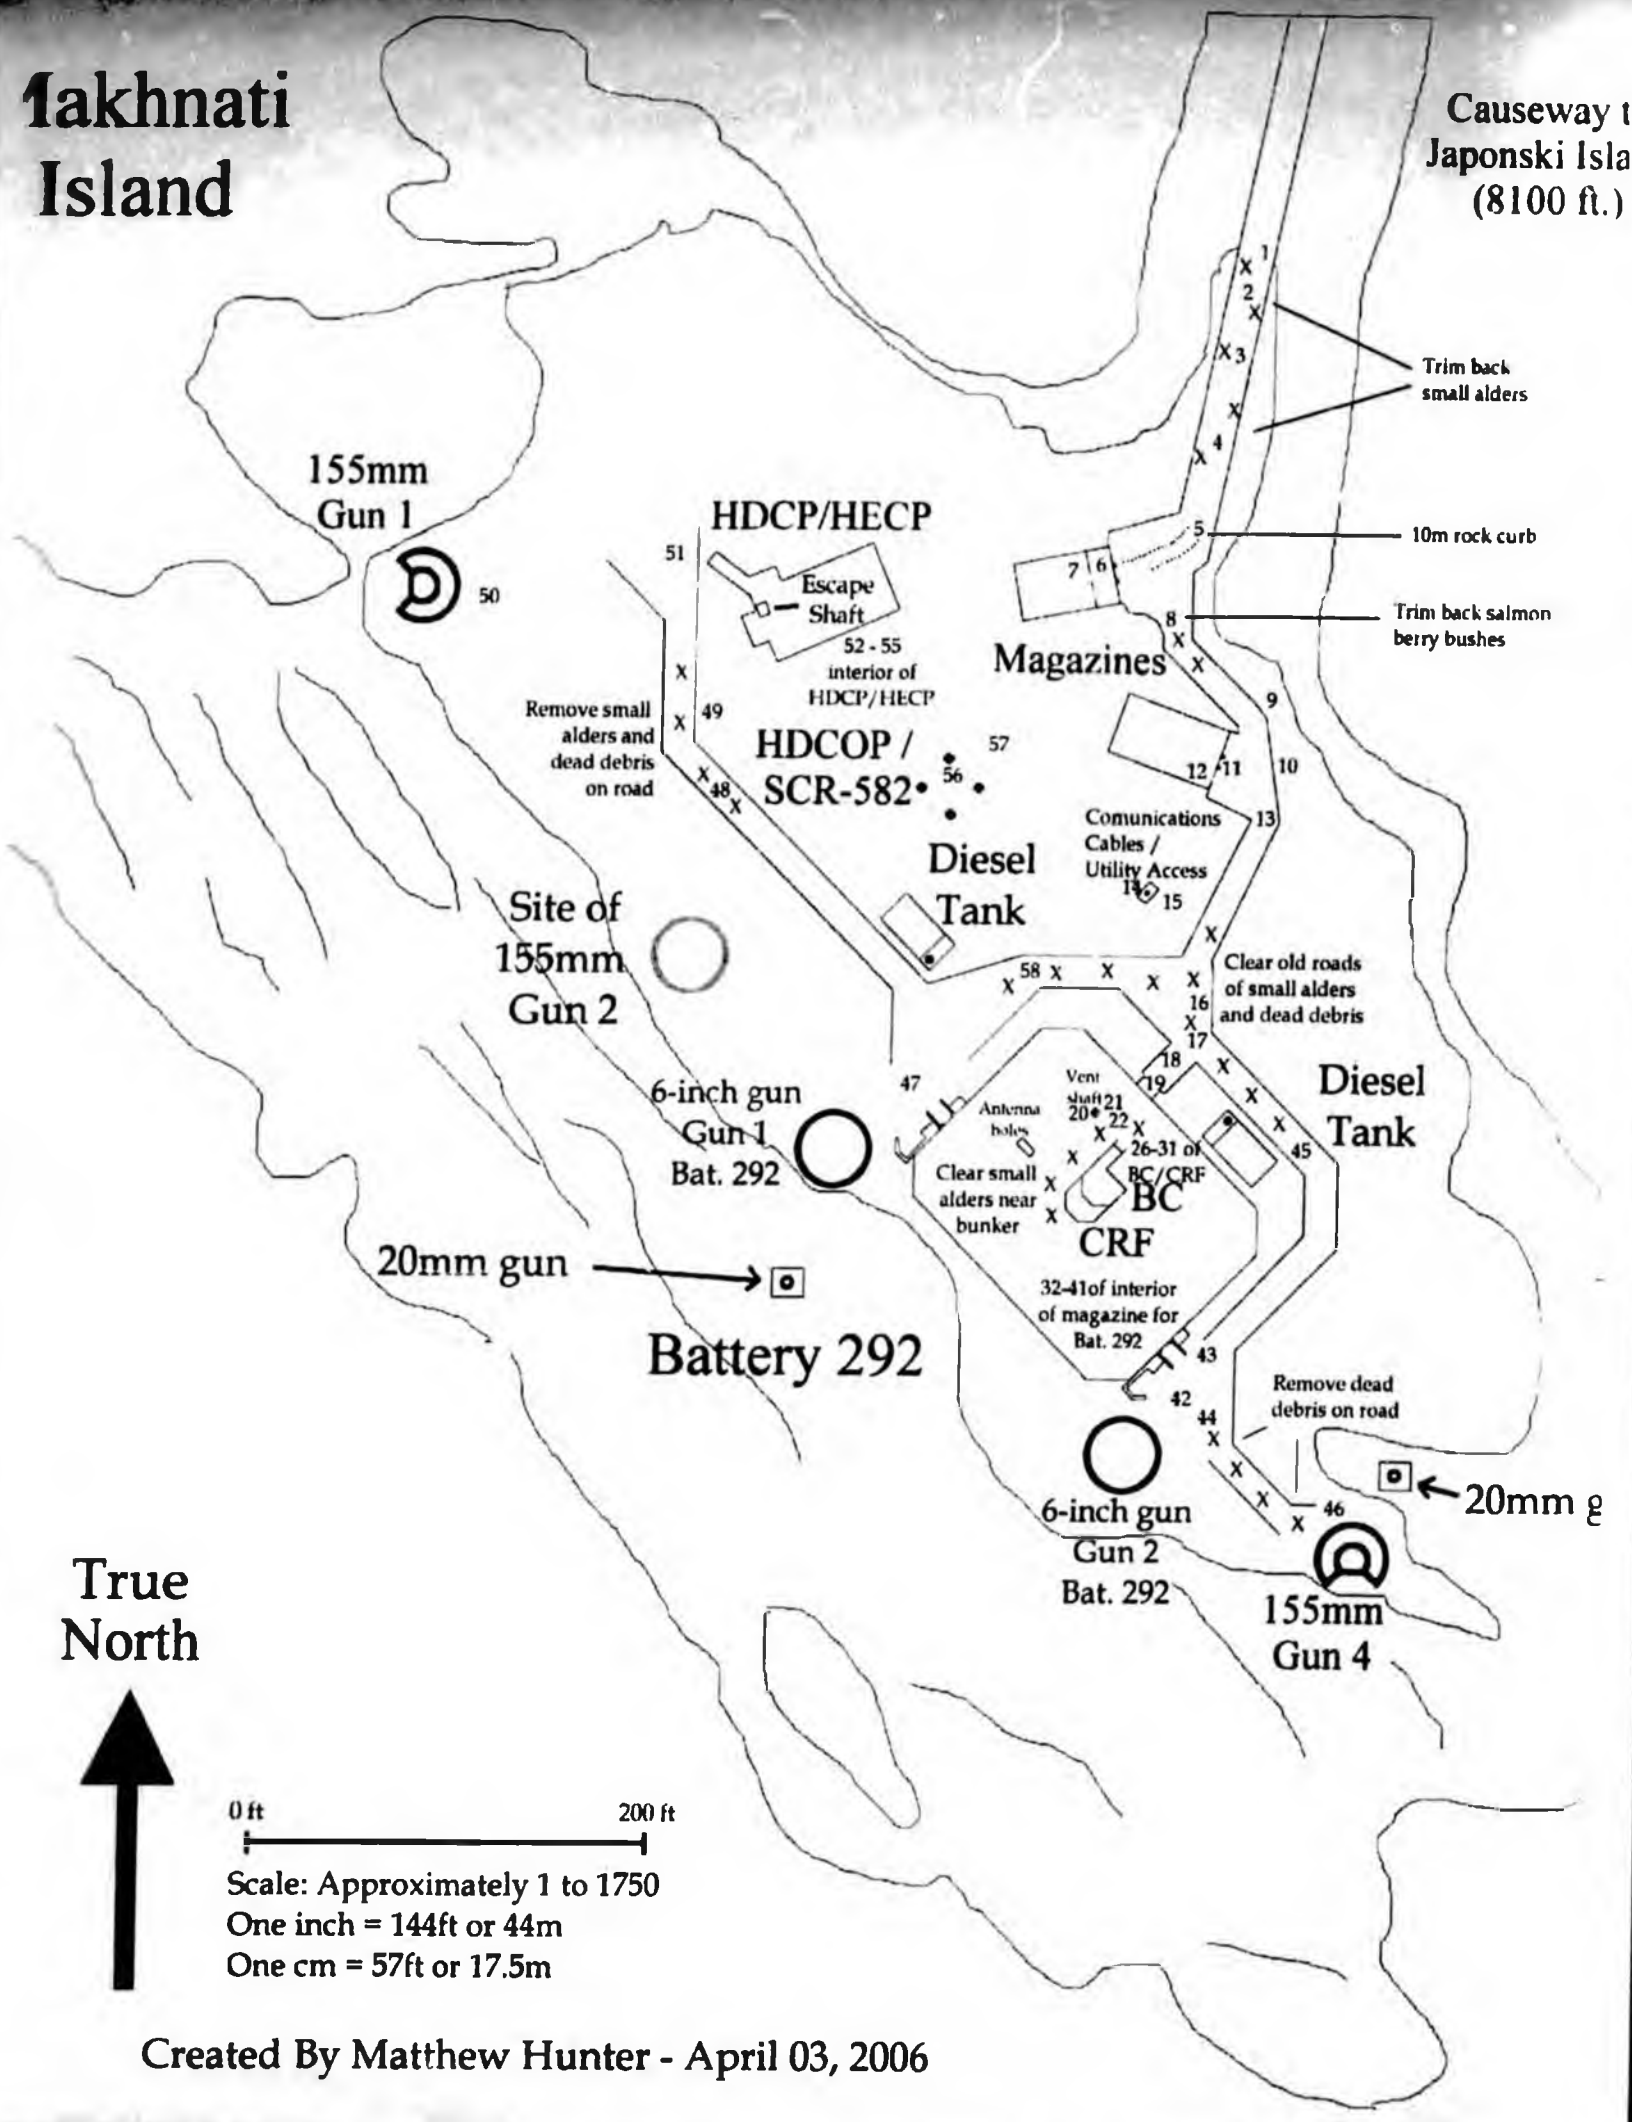 Makhnati
Island
Causeway t
Japonski Isla
(8100 ft.)
1
x
2
x
x 3
x
4
x
Trim back
small alders
155mm
Gun 1
50
HDCP/HECP
51
Escape
Shaft
52 - 55
interior of
HDCP/HECP
5
10m rock curb
7 6
8
Trim back salmon
berry bushes
x
x
Magazines
9
x
x 49
Remove small
alders and
dead debris
on road
x
48
x
HDCOP /
SCR-582
57
56
12 11
10
13
Comunications
Cables /
Utility Access
14
15
Diesel
Tank
Site of
155mm
Gun 2
x
58 x x x x
x
16
x
17
Clear old roads
of small alders
and dead debris
18
19
x
x
x
45
Diesel
Tank
47
6-inch gun
Gun 1
Bat. 292
Antenna
holes
Vent
shaft 21
20 22
x x
x
x
x
26-31 of
BC/CRF
BC
CRF
Clear small
alders near
bunker
20mm gun
Battery 292
32-41of interior
of magazine for
Bat. 292
43
42
44
x
x
x
x
Remove dead
debris on road
46
20mm g
6-inch gun
Gun 2
Bat. 292
155mm
Gun 4
True
North
0 ft 200 ft
Scale: Approximately 1 to 1750
One inch = 144ft or 44m
One cm = 57ft or 17.5m
Created By Matthew Hunter - April 03, 2006